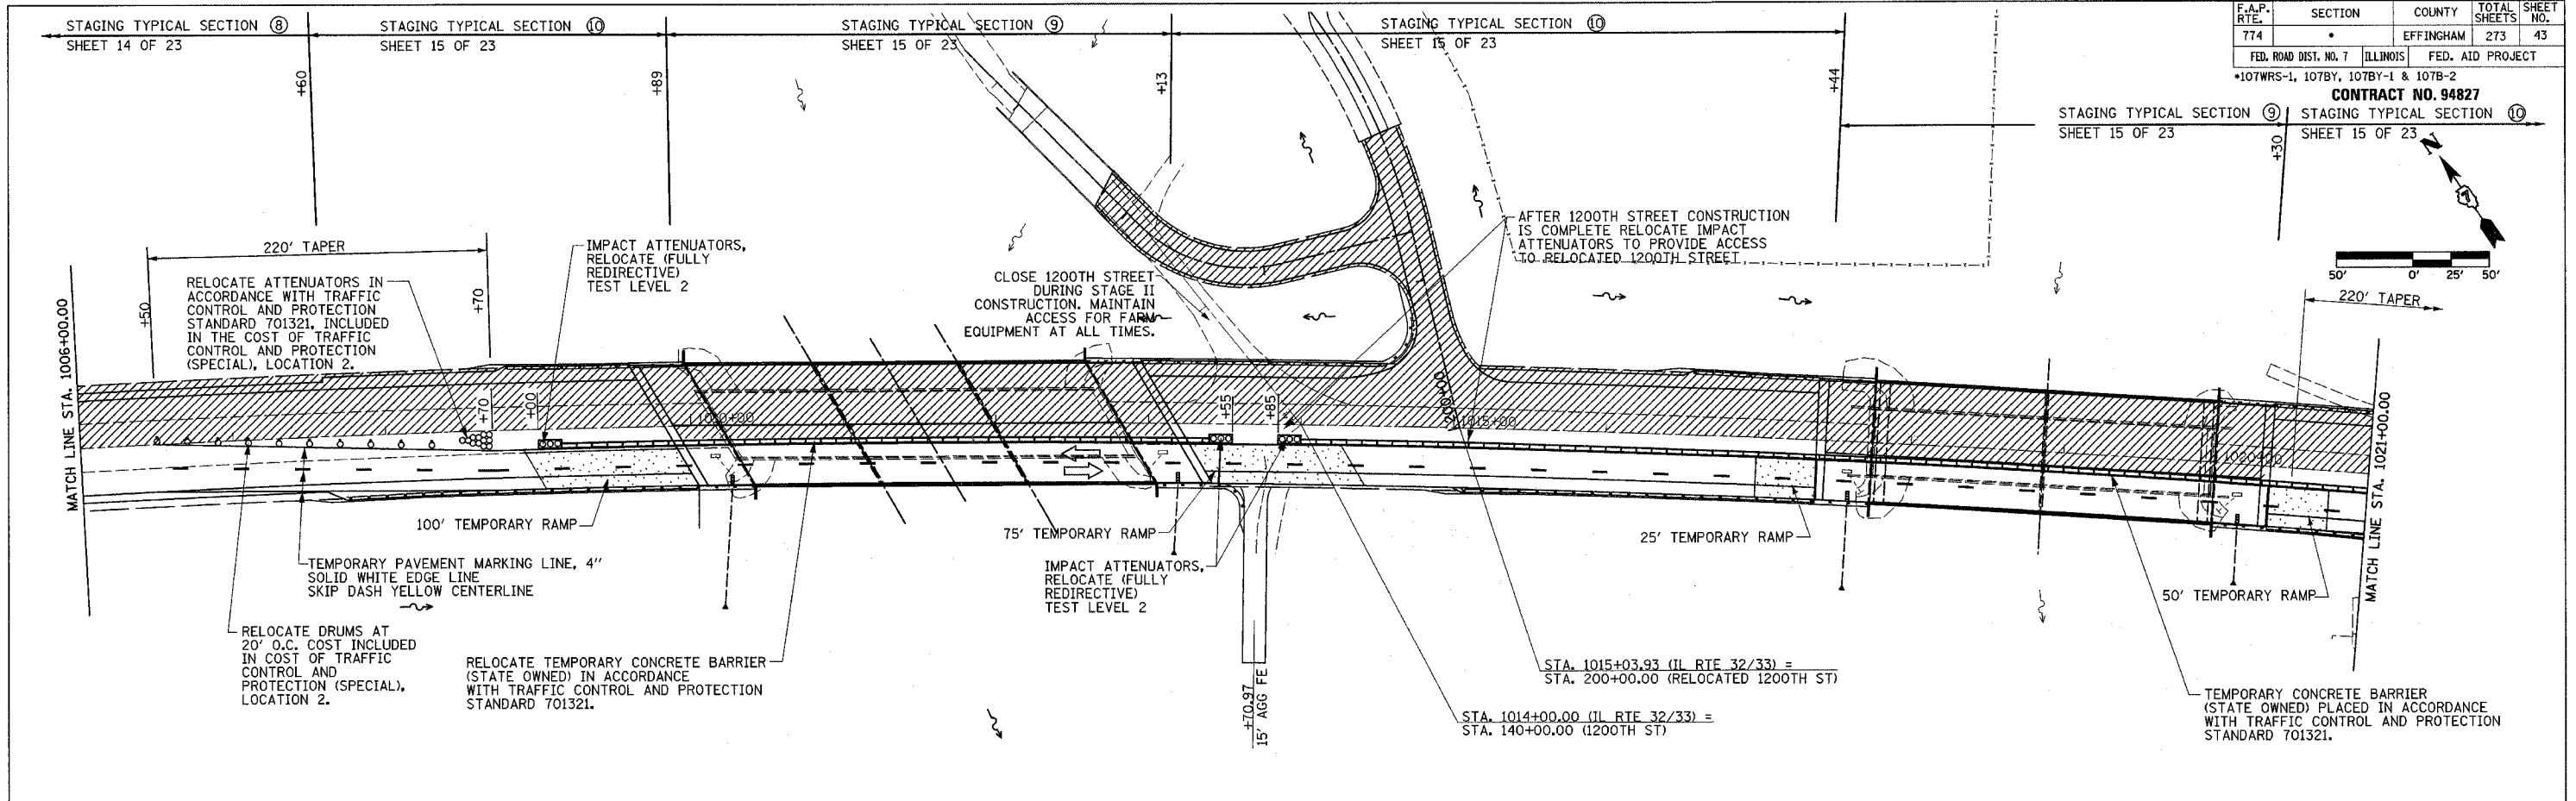 STAGING TYPICAL SECTION 8
SHEET 14 OF 23
STAGING TYPICAL SECTION 10
SHEET 15 OF 23
STAGING TYPICAL SECTION 9
SHEET 15 OF 23
STAGING TYPICAL SECTION 10
SHEET 15 OF 23
F.A.P. RTE.
SECTION
COUNTY
TOTAL SHEETS
SHEET NO.
774
*
EFFINGHAM
273
43
FED. ROAD DIST. NO. 7
ILLINOIS
FED. AID PROJECT
*107WRS-1, 107BY, 107BY-1 & 107B-2
CONTRACT NO. 94827
STAGING TYPICAL SECTION 9
SHEET 15 OF 23
STAGING TYPICAL SECTION 10
SHEET 15 OF 23
+60
+89
+13
+44
+30
N
50'
0'
25'
50'
220' TAPER
220' TAPER
+50
+70
RELOCATE ATTENUATORS IN
ACCORDANCE WITH TRAFFIC
CONTROL AND PROTECTION
STANDARD 701321. INCLUDED
IN THE COST OF TRAFFIC
CONTROL AND PROTECTION
(SPECIAL), LOCATION 2.
IMPACT ATTENUATORS,
RELOCATE (FULLY
REDIRECTIVE)
TEST LEVEL 2
CLOSE 1200TH STREET
DURING STAGE II
CONSTRUCTION. MAINTAIN
ACCESS FOR FARM
EQUIPMENT AT ALL TIMES.
AFTER 1200TH STREET CONSTRUCTION
IS COMPLETE RELOCATE IMPACT
ATTENUATORS TO PROVIDE ACCESS
TO RELOCATED 1200TH STREET
MATCH LINE STA. 1006+00.00
+70
+00
+55
+85
1015+00
MATCH LINE STA. 1021+00.00
100' TEMPORARY RAMP
75' TEMPORARY RAMP
25' TEMPORARY RAMP
50' TEMPORARY RAMP
TEMPORARY PAVEMENT MARKING LINE, 4"
SOLID WHITE EDGE LINE
SKIP DASH YELLOW CENTERLINE
IMPACT ATTENUATORS,
RELOCATE (FULLY
REDIRECTIVE)
TEST LEVEL 2
RELOCATE DRUMS AT
20' O.C. COST INCLUDED
IN COST OF TRAFFIC
CONTROL AND
PROTECTION (SPECIAL),
LOCATION 2.
RELOCATE TEMPORARY CONCRETE BARRIER
(STATE OWNED) IN ACCORDANCE
WITH TRAFFIC CONTROL AND PROTECTION
STANDARD 701321.
+70.97
15' AGG FE
STA. 1015+03.93 (IL RTE 32/33) =
STA. 200+00.00 (RELOCATED 1200TH ST)
STA. 1014+00.00 (IL RTE 32/33) =
STA. 140+00.00 (1200TH ST)
TEMPORARY CONCRETE BARRIER
(STATE OWNED) PLACED IN ACCORDANCE
WITH TRAFFIC CONTROL AND PROTECTION
STANDARD 701321.